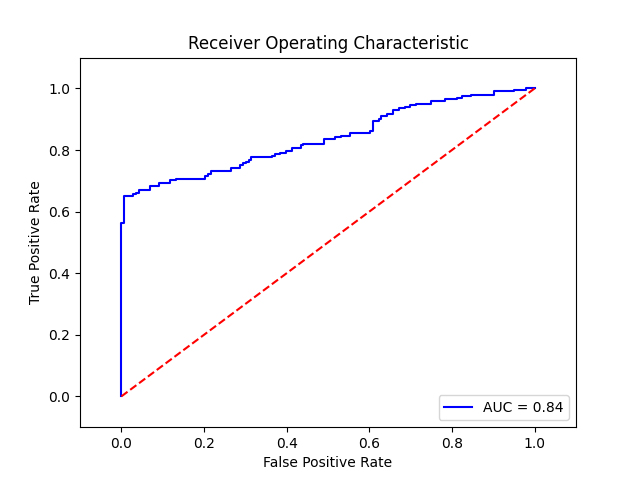 Receiver Operating Characteristic
True Positive Rate
1.0
0.8
0.6
0.4
0.2
0.0
AUC = 0.84
0.0 0.2 0.4 0.6 0.8 1.0
False Positive Rate